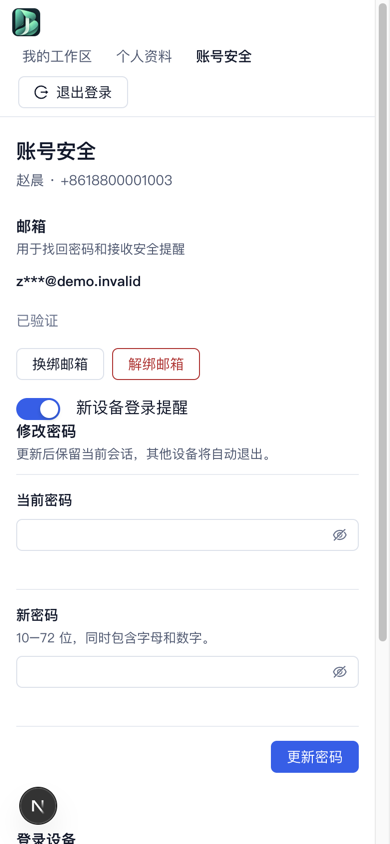 我的工作区 个人资料 账号安全
退出登录
账号安全
赵晨 · +8618800001003
邮箱
用于找回密码和接收安全提醒
z***@demo.invalid
已验证
换绑邮箱 解绑邮箱
新设备登录提醒
修改密码
更新后保留当前会话，其他设备将自动退出。
当前密码
新密码
10—72 位，同时包含字母和数字。
更新密码
N
登录设备